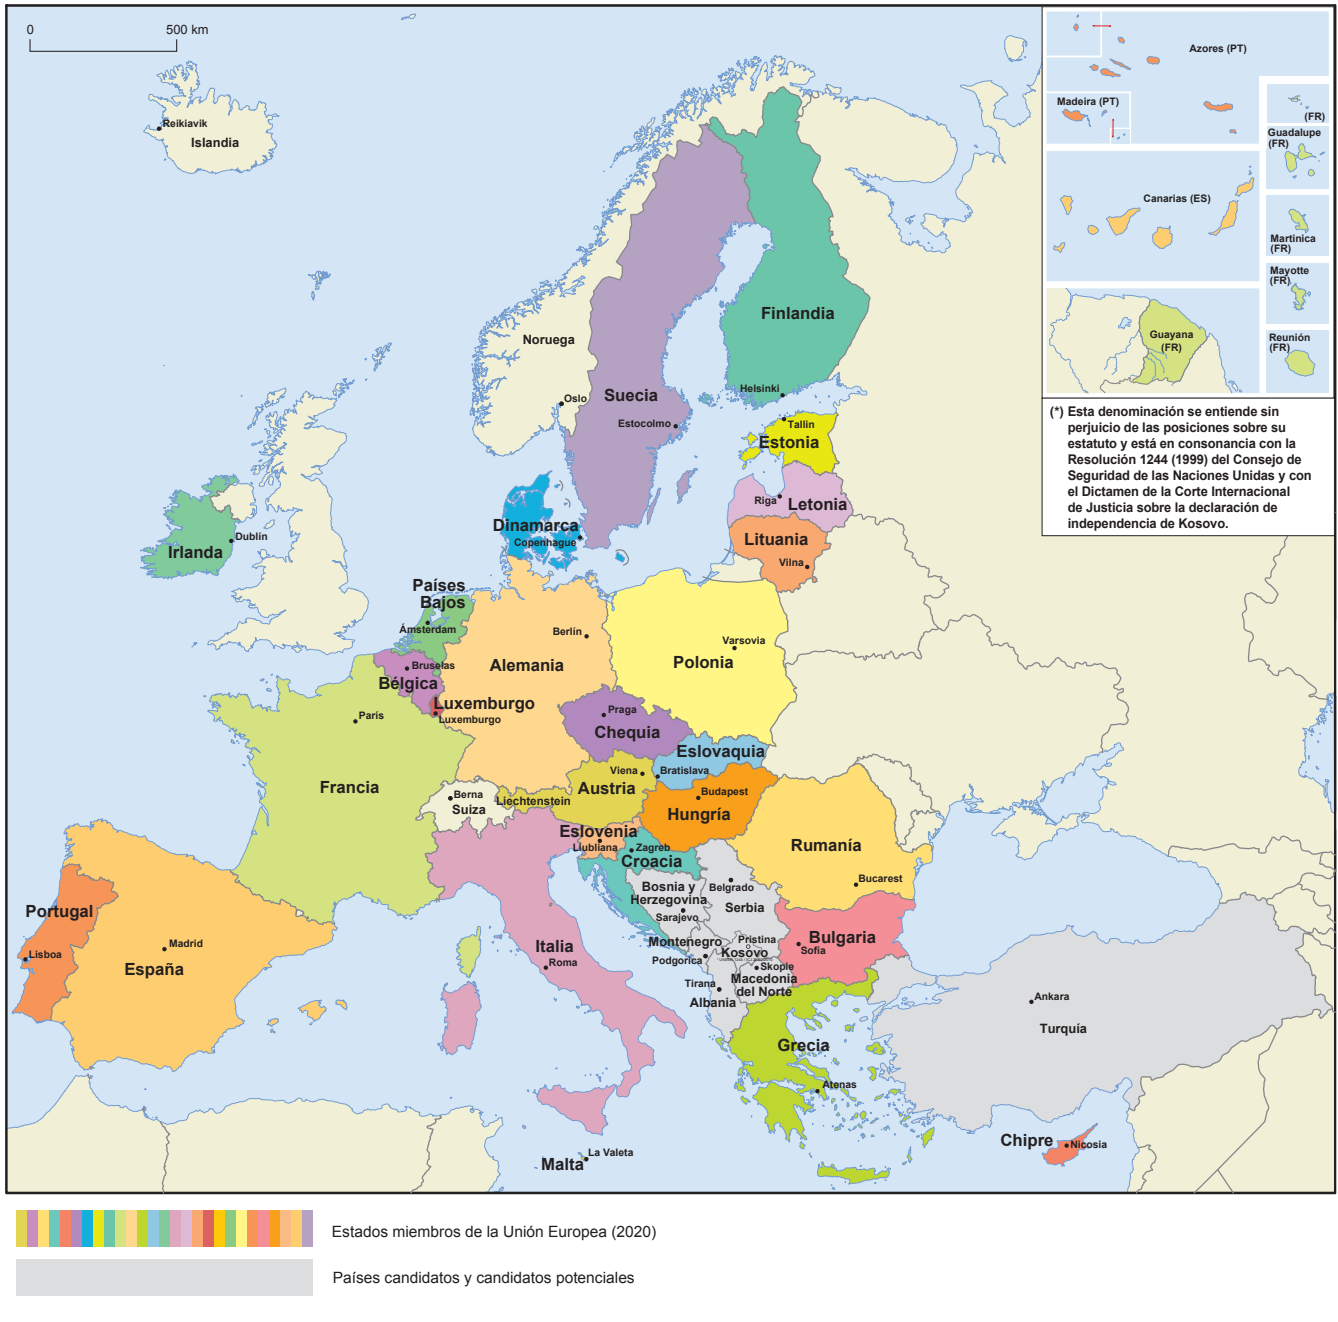 0
500 km
Azores (PT)
Madeira (PT)
(FR)
Guadalupe
(FR)
Canarias (ES)
Martinica
(FR)
Mayotte
(FR)
Guayana
(FR)
Reunión
(FR)
(*) Esta denominación se entiende sin
perjuicio de las posiciones sobre su
estatuto y está en consonancia con la
Resolución 1244 (1999) del Consejo de
Seguridad de las Naciones Unidas y con
el Dictamen de la Corte Internacional
de Justicia sobre la declaración de
independencia de Kosovo.
Reikiavik
Islandia
Noruega
Oslo
Suecia
Estocolmo
Finlandia
Helsinki
Tallin
Estonia
Riga
Letonia
Lituania
Vilna
Dinamarca
Copenhague
Dublín
Irlanda
Países
Bajos
Ámsterdam
Berlín
Alemania
Varsovia
Polonia
Bruselas
Bélgica
Luxemburgo
Luxemburgo
París
Francia
Praga
Chequia
Eslovaquia
Bratislava
Viena
Austria
Liechtenstein
Berna
Suiza
Budapest
Hungría
Eslovenia
Liubliana
Zagreb
Croacia
Rumanía
Bucarest
Bosnia y
Herzegovina
Sarajevo
Belgrado
Serbia
Montenegro
Podgorica
Pristina
Kosovo
Bulgaria
Sofía
Skopie
Macedonia
del Norte
Tirana
Albania
Portugal
Lisboa
Madrid
España
Italia
Roma
Grecia
Atenas
Ankara
Turquía
Chipre
Nicosia
Malta
La Valeta
Estados miembros de la Unión Europea (2020)
Países candidatos y candidatos potenciales